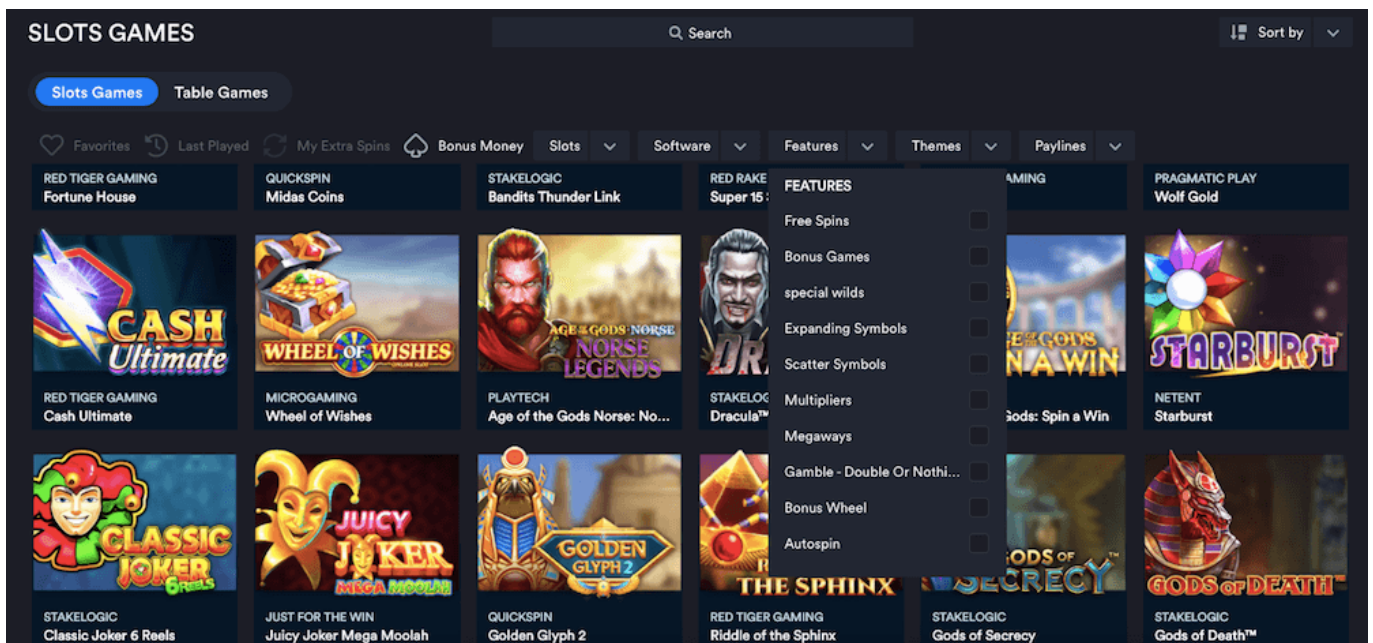 SLOTS GAMES
Search
Sort by
Slots Games
Table Games
Favorites
Last Played
My Extra Spins
Bonus Money
Slots
Software
Features
Themes
Paylines
RED TIGER GAMING
Fortune House
QUICKSPIN
Midas Coins
STAKELOGIC
Bandits Thunder Link
RED RAKE
Super 15
PRAGMATIC PLAY
Wolf Gold
FEATURES
Free Spins
Bonus Games
special wilds
Expanding Symbols
Scatter Symbols
Multipliers
Megaways
Gamble - Double Or Nothi...
Bonus Wheel
Autospin
CASH
Ultimate
RED TIGER GAMING
Cash Ultimate
WHEEL OF WISHES
ONLINE SLOT
MICROGAMING
Wheel of Wishes
AGE OF THE GODS NORSE
NORSE
LEGENDS
PLAYTECH
Age of the Gods Norse: No...
Dracula™
: Spin a Win
STARBURST
NETENT
Starburst
CLASSIC
JOKER
6 REELS
STAKELOGIC
Classic Joker 6 Reels
JUICY
JOKER
MEGA MOOLAH
JUST FOR THE WIN
Juicy Joker Mega Moolah
GOLDEN
GLYPH 2
QUICKSPIN
Golden Glyph 2
THE SPHINX
RED TIGER GAMING
Riddle of the Sphinx
GODS OF
SECRECY™
STAKELOGIC
Gods of Secrecy
GODS OF DEATH™
STAKELOGIC
Gods of Death™